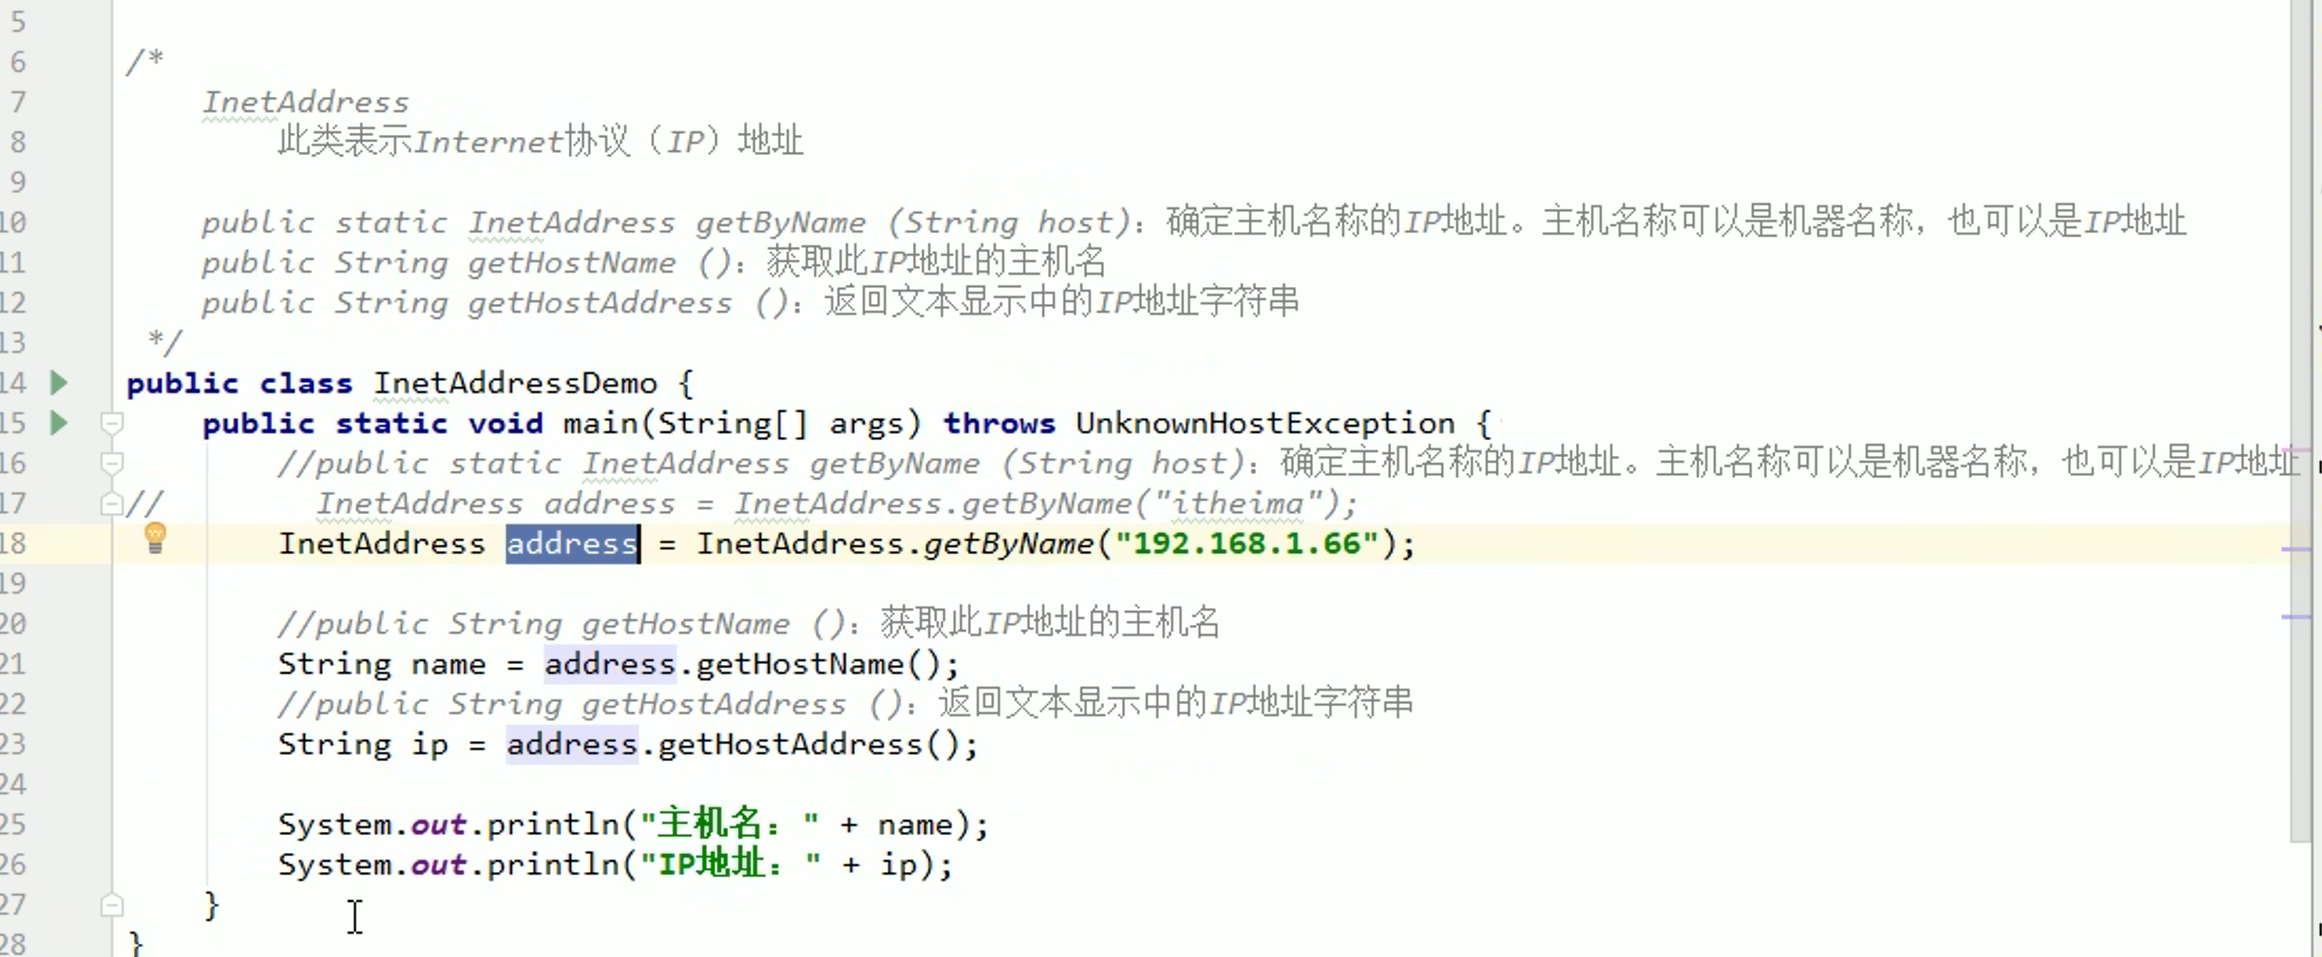 5
6 /*
7 InetAddress
8 此类表示Internet协议（IP）地址
9
10 public static InetAddress getByName (String host)：确定主机名称的IP地址。主机名称可以是机器名称，也可以是IP地址
11 public String getHostName ()：获取此IP地址的主机名
12 public String getHostAddress ()：返回文本显示中的IP地址字符串
13 */
14 public class InetAddressDemo {
15 public static void main(String[] args) throws UnknownHostException {
16 //public static InetAddress getByName (String host)：确定主机名称的IP地址。主机名称可以是机器名称，也可以是IP地址
17 // InetAddress address = InetAddress.getByName("itheima");
18 InetAddress address = InetAddress.getByName("192.168.1.66");
19
20 //public String getHostName ()：获取此IP地址的主机名
21 String name = address.getHostName();
22 //public String getHostAddress ()：返回文本显示中的IP地址字符串
23 String ip = address.getHostAddress();
24
25 System.out.println("主机名：" + name);
26 System.out.println("IP地址：" + ip);
27 }
28 }